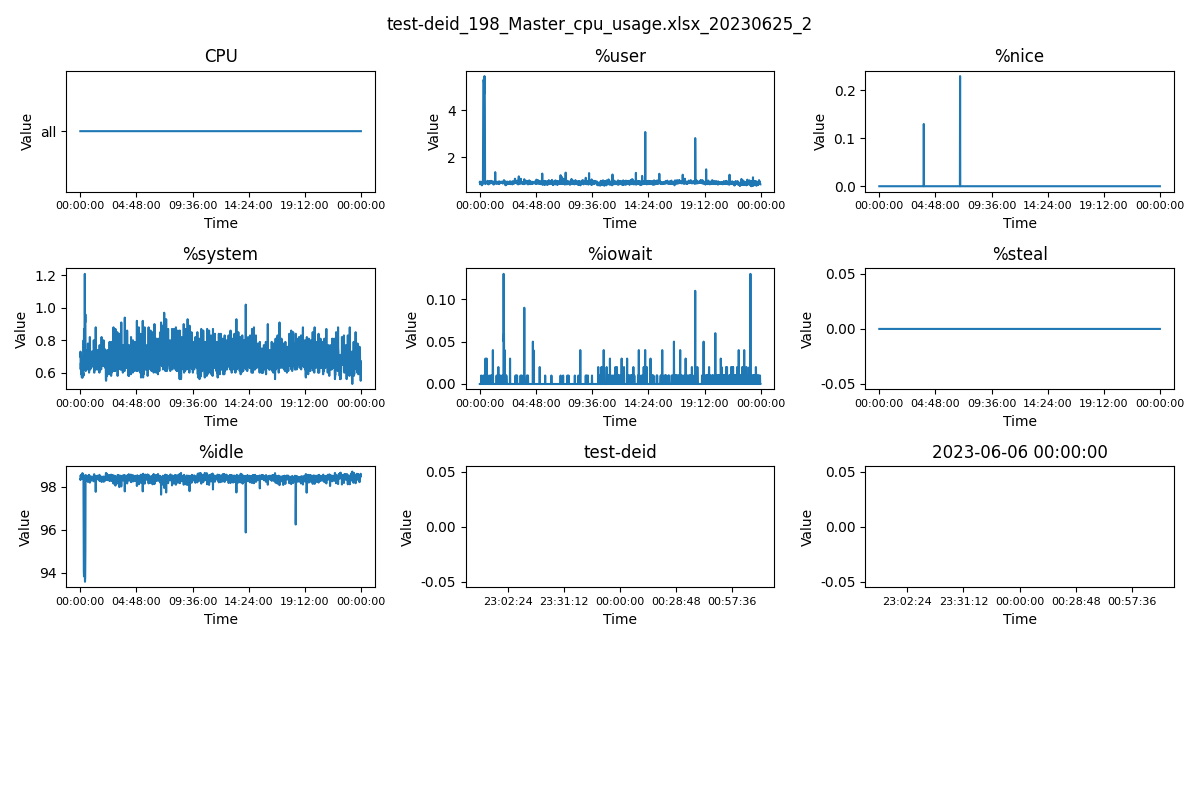 test-deid_198_Master_cpu_usage.xlsx_20230625_2
CPU
Value
all
00:00:00 04:48:00 09:36:00 14:24:00 19:12:00 00:00:00
Time
%user
Value
4
2
00:00:00 04:48:00 09:36:00 14:24:00 19:12:00 00:00:00
Time
%nice
Value
0.2
0.1
0.0
00:00:00 04:48:00 09:36:00 14:24:00 19:12:00 00:00:00
Time
%system
Value
1.2
1.0
0.8
0.6
00:00:00 04:48:00 09:36:00 14:24:00 19:12:00 00:00:00
Time
%iowait
Value
0.10
0.05
0.00
00:00:00 04:48:00 09:36:00 14:24:00 19:12:00 00:00:00
Time
%steal
Value
0.05
0.00
-0.05
00:00:00 04:48:00 09:36:00 14:24:00 19:12:00 00:00:00
Time
%idle
Value
98
96
94
00:00:00 04:48:00 09:36:00 14:24:00 19:12:00 00:00:00
Time
test-deid
Value
0.05
0.00
-0.05
23:02:24 23:31:12 00:00:00 00:28:48 00:57:36
Time
2023-06-06 00:00:00
Value
0.05
0.00
-0.05
23:02:24 23:31:12 00:00:00 00:28:48 00:57:36
Time